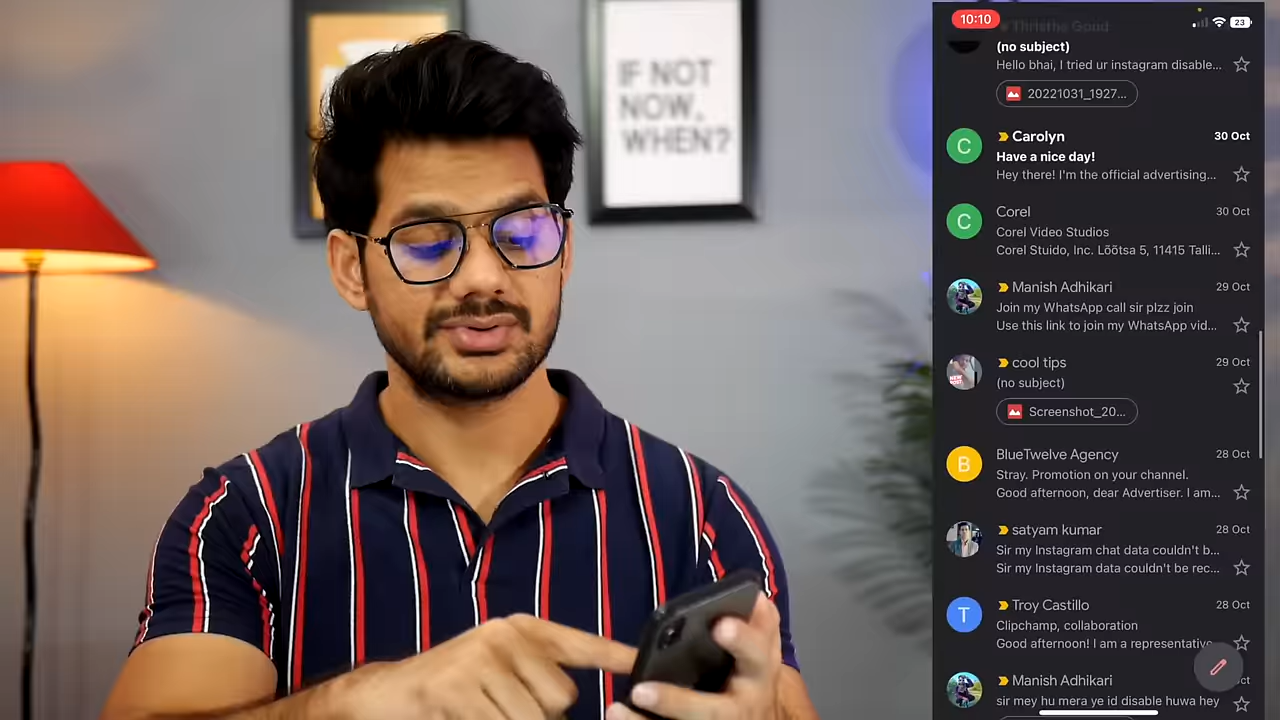 IF NOT
NOW,
WHEN?
10:10
23
Thristhe Gond
(no subject)
Hello bhai, I tried ur instagram disable...
20221031_1927...
C
Carolyn
30 Oct
Have a nice day!
Hey there! I'm the official advertising...
C
Corel
30 Oct
Corel Video Studios
Corel Stuido, Inc. Lõõtsa 5, 11415 Talli...
Manish Adhikari
29 Oct
Join my WhatsApp call sir plzz join
Use this link to join my WhatsApp vid...
cool tips
29 Oct
(no subject)
Screenshot_20...
B
BlueTwelve Agency
28 Oct
Stray. Promotion on your channel.
Good afternoon, dear Advertiser. I am...
satyam kumar
28 Oct
Sir my Instagram chat data couldn't b...
Sir my Instagram data couldn't be rec...
T
Troy Castillo
28 Oct
Clipchamp, collaboration
Good afternoon! I am a representative
Manish Adhikari
sir mey hu mera ye id disable huwa hey